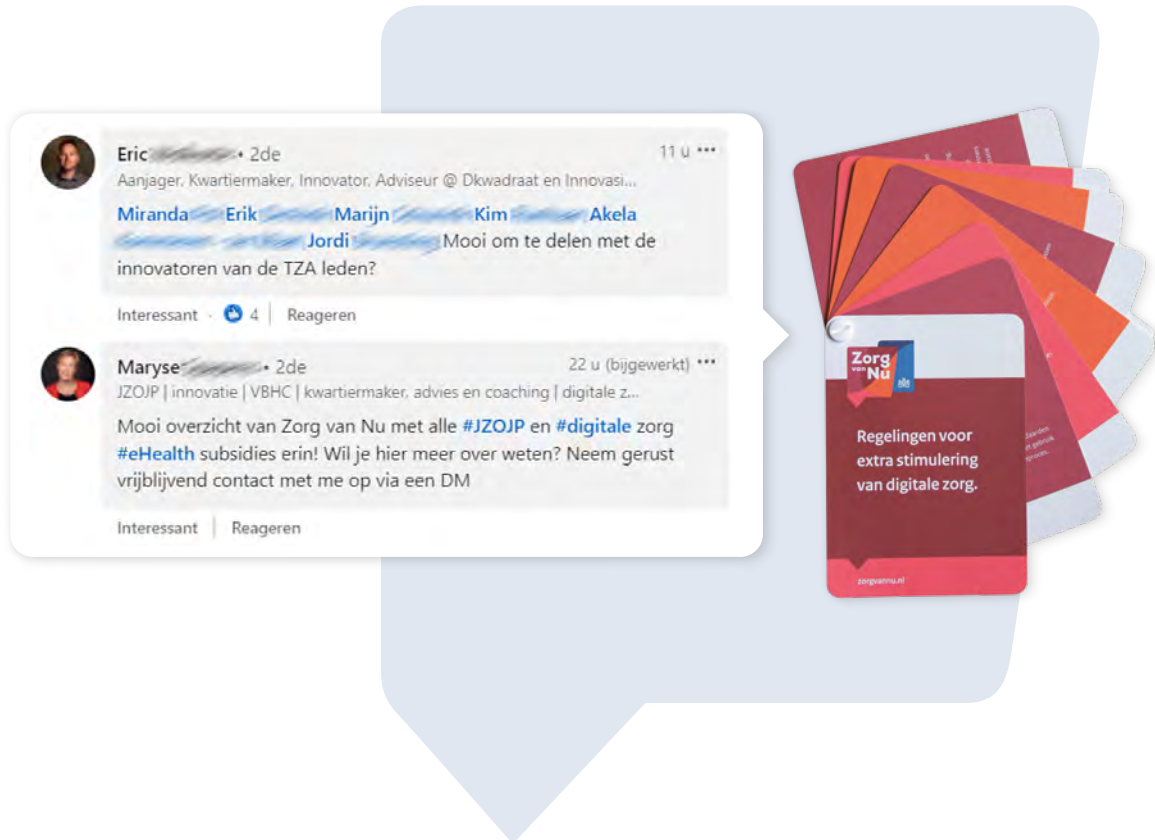 Eric • 2de 11 u •••
Aanjager, Kwartiermaker, Innovator, Adviseur @ Dkwadraat en Innovasi...
Miranda Erik Marijn Kim Akela
Jordi Mooi om te delen met de
innovatoren van de TZA leden?
Interessant · 4 | Reageren
Maryse • 2de 22 u (bijgewerkt) •••
JZOJP | innovatie | VBHC | kwartiermaker, advies en coaching | digitale z...
Mooi overzicht van Zorg van Nu met alle #JZOJP en #digitale zorg
#eHealth subsidies erin! Wil je hier meer over weten? Neem gerust
vrijblijvend contact met me op via een DM
Interessant | Reageren
Zorg
van Nu
Regelingen voor
extra stimulering
van digitale zorg.
zorgvannu.nl